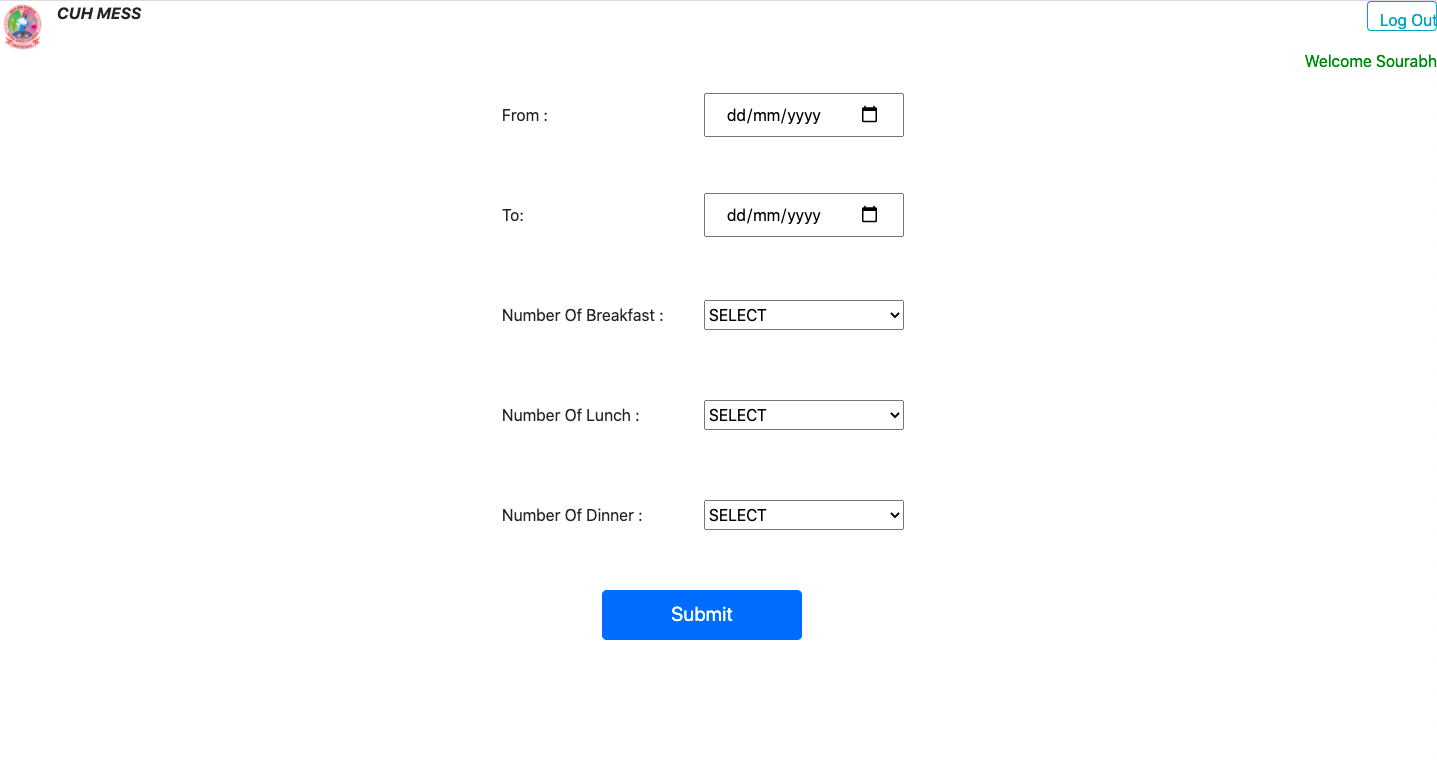 CUH MESS
Log Out
Welcome Sourabh
From :
dd/mm/yyyy
To:
dd/mm/yyyy
Number Of Breakfast :
SELECT
Number Of Lunch :
SELECT
Number Of Dinner :
SELECT
Submit